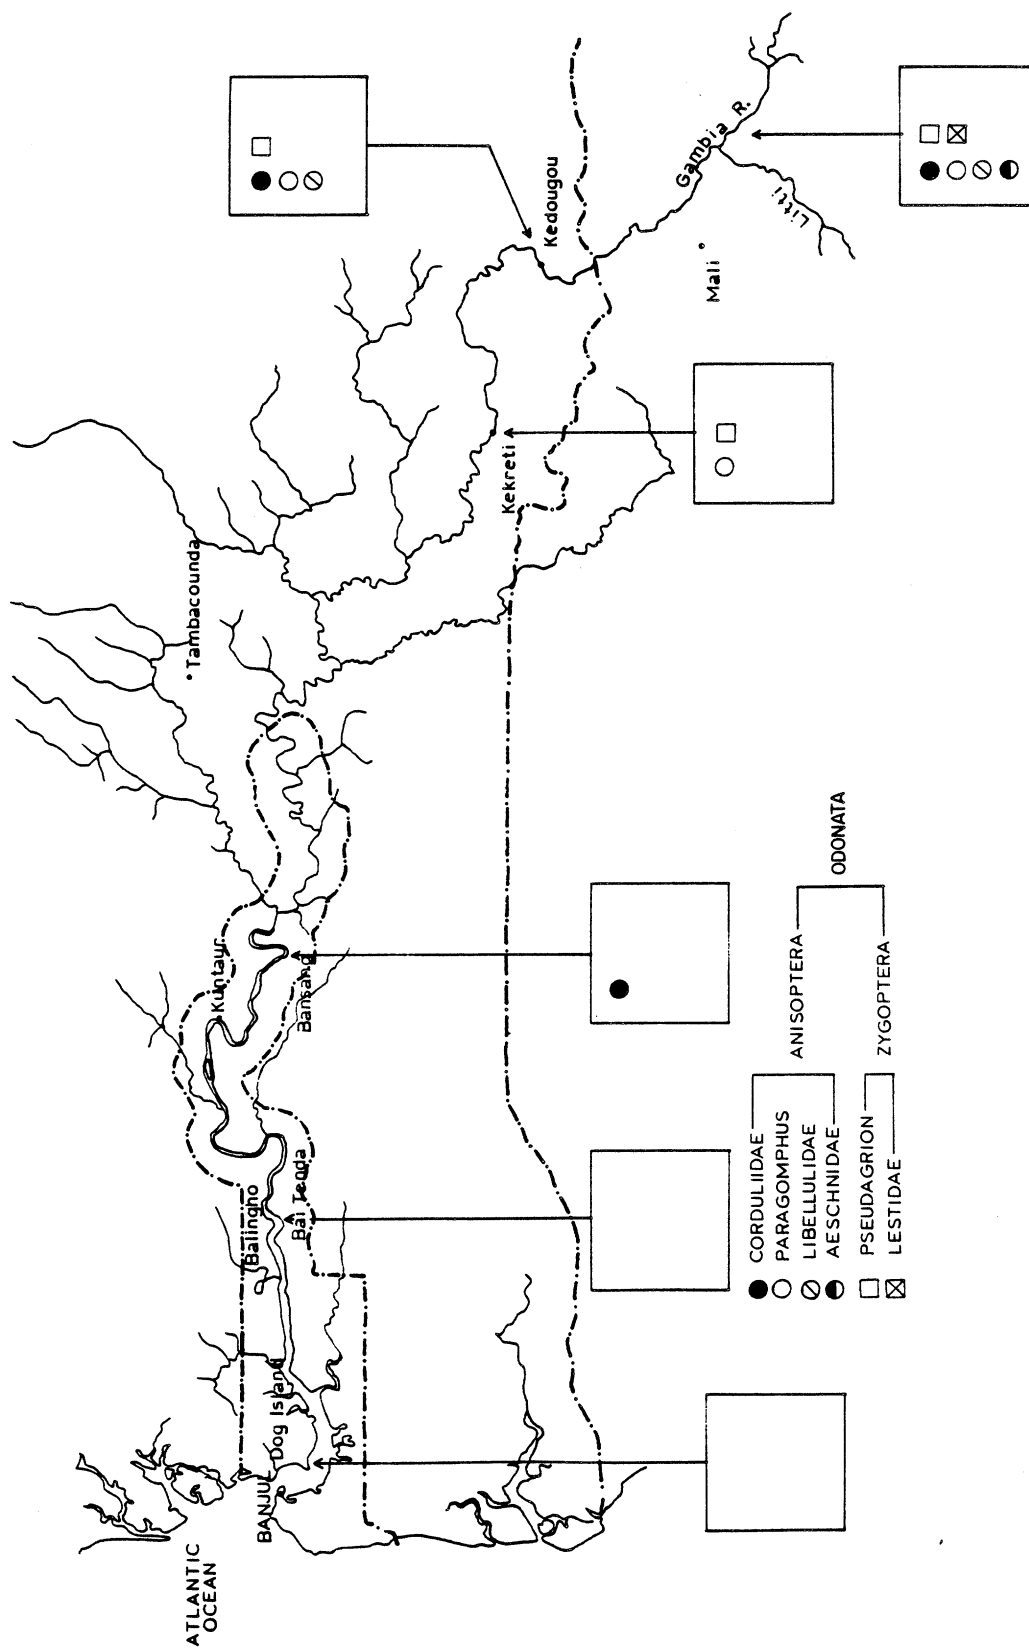 ATLANTIC
OCEAN
BANJUL
Dog Island
Balingho
Bai Tenda
Kuntaur
Bansang
Tambacounda
Kekreti
Kedougou
Mali
Gambia R.
Litti
CORDULIIDAE
PARAGOMPHUS
LIBELLULIDAE
AESCHNIDAE
PSEUDAGRION
LESTIDAE
ANISOPTERA
ZYGOPTERA
ODONATA